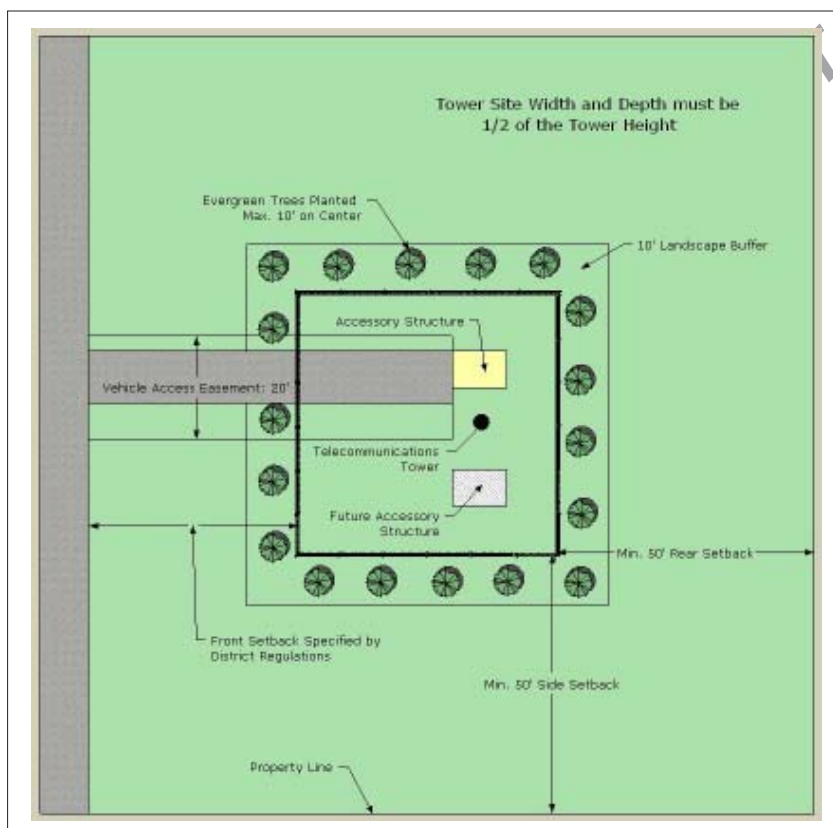 Tower Site Width and Depth must be
1/2 of the Tower Height
Evergreen Trees Planted
Max. 10' on Center
10' Landscape Buffer
Accessory Structure
Vehicle Access Easement: 20'
Telecommunications
Tower
Future Accessory
Structure
Min. 50' Rear Setback
Front Setback Specified by
District Regulations
Min. 50' Side Setback
Property Line